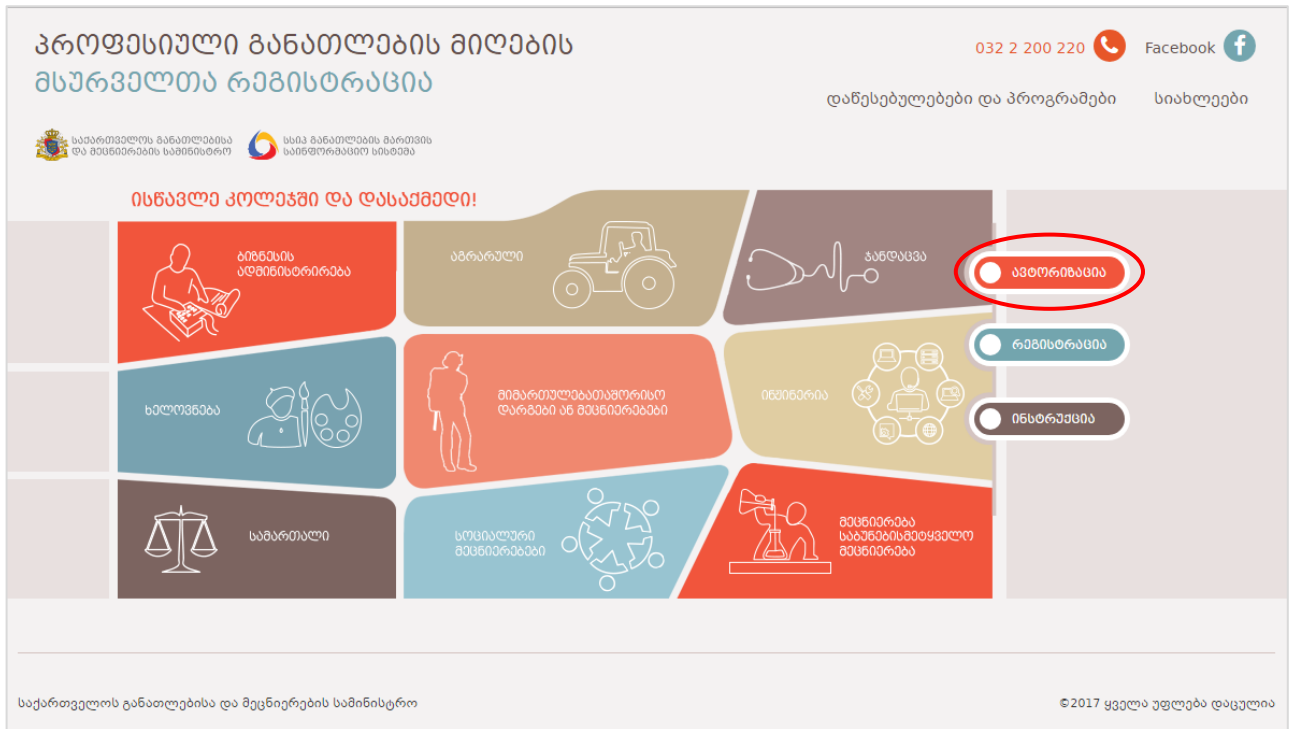 პროფესიული განათლების მიღების
მსურველთა რეგისტრაცია
032 2 200 220
Facebook
დაწესებულებები და პროგრამები
სიახლეები
საქართველოს განათლებისა
და მეცნიერების სამინისტრო
სსიპ განათლების მართვის
საინფორმაციო სისტემა
ისწავლე კოლეჯში და დასაქმედი!
ბიზნესის
ადმინისტრირება
აგრარული
ჯანდაცვა
ავტორიზაცია
რეგისტრაცია
ხელოვნება
მიმართულებათაშორისო
დარგები ან მეცნიერებები
ინჟინერია
ინსტრუქცია
სამართალი
სოციალური
მეცნიერებები
მეცნიერება
საბუნებისმეტყველო
მეცნიერება
საქართველოს განათლებისა და მეცნიერების სამინისტრო
©2017 ყველა უფლება დაცულია